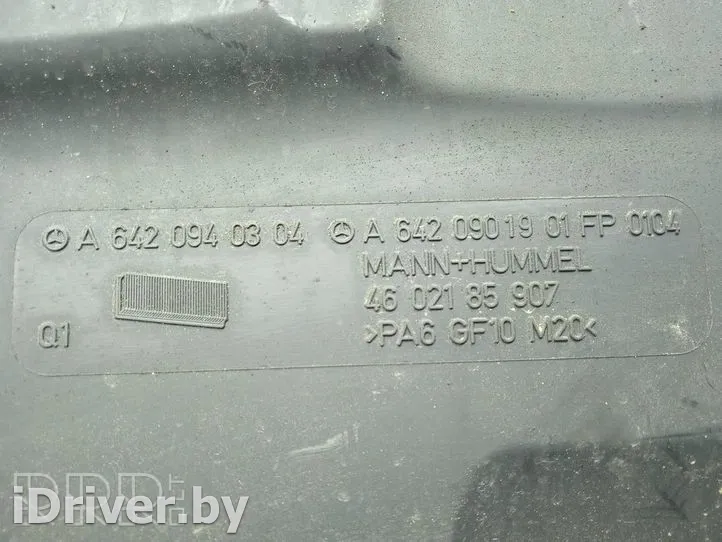 A 642 094 03 04 A 642 090 19 01 FP 0104
MANN+HUMMEL
46 021 85 907
Q1 >PA6 GF10 M20<
iDriver.by